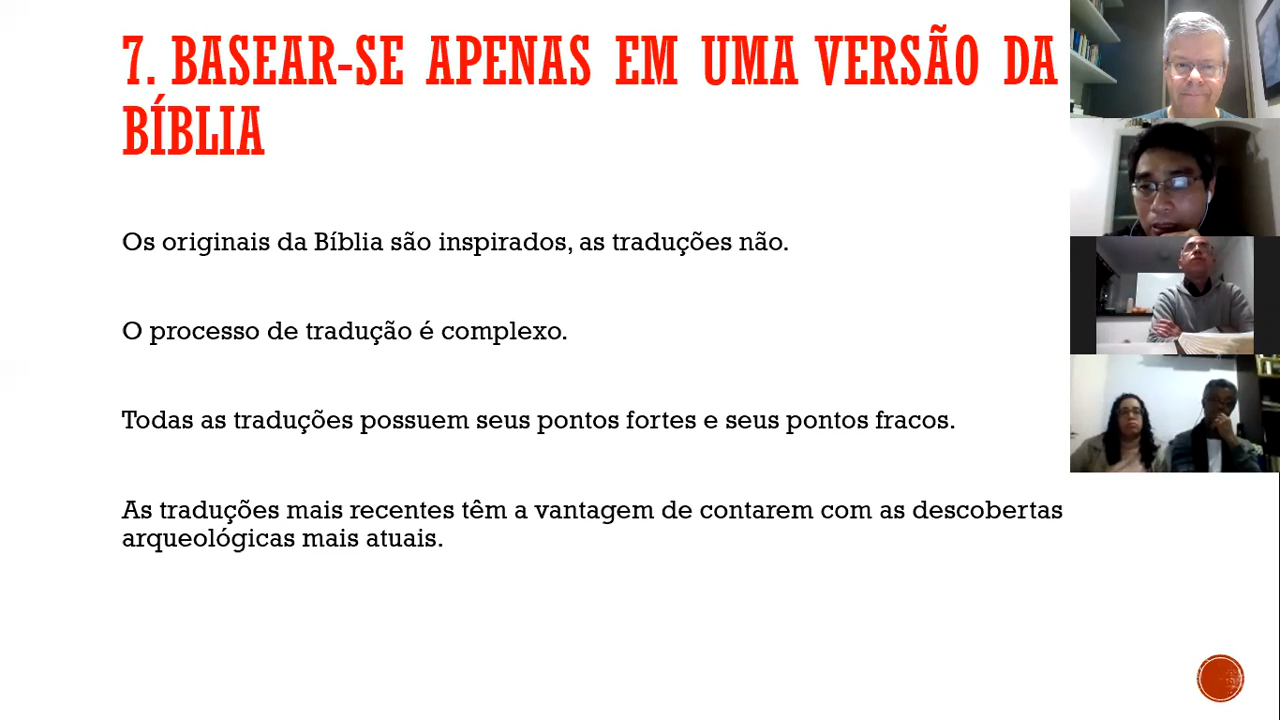 7. BASEAR-SE APENAS EM UMA VERSÃO DA
BÍBLIA
Os originais da Bíblia são inspirados, as traduções não.
O processo de tradução é complexo.
Todas as traduções possuem seus pontos fortes e seus pontos fracos.
As traduções mais recentes têm a vantagem de contarem com as descobertas
arqueológicas mais atuais.